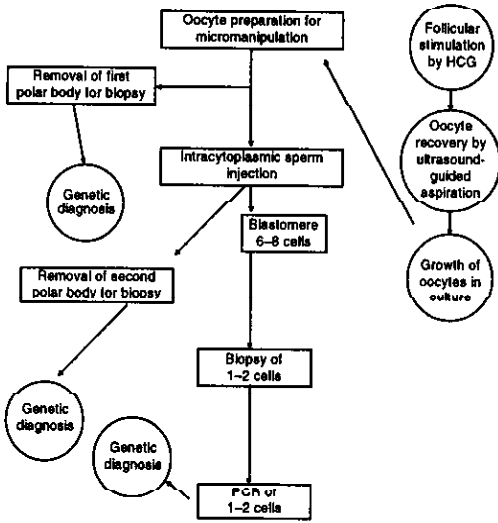 Oocyte preparation for
micromanipulation
Follicular
stimulation
by HCG
Removal of first
polar body for biopsy
Oocyte
recovery by
ultrasound-
guided
aspiration
Intracytoplasmic sperm
injection
Genetic
diagnosis
Blastomere
6–8 cells
Growth of
oocytes in
culture
Removal of second
polar body for biopsy
Biopsy of
1–2 cells
Genetic
diagnosis
Genetic
diagnosis
PCR of
1–2 cells